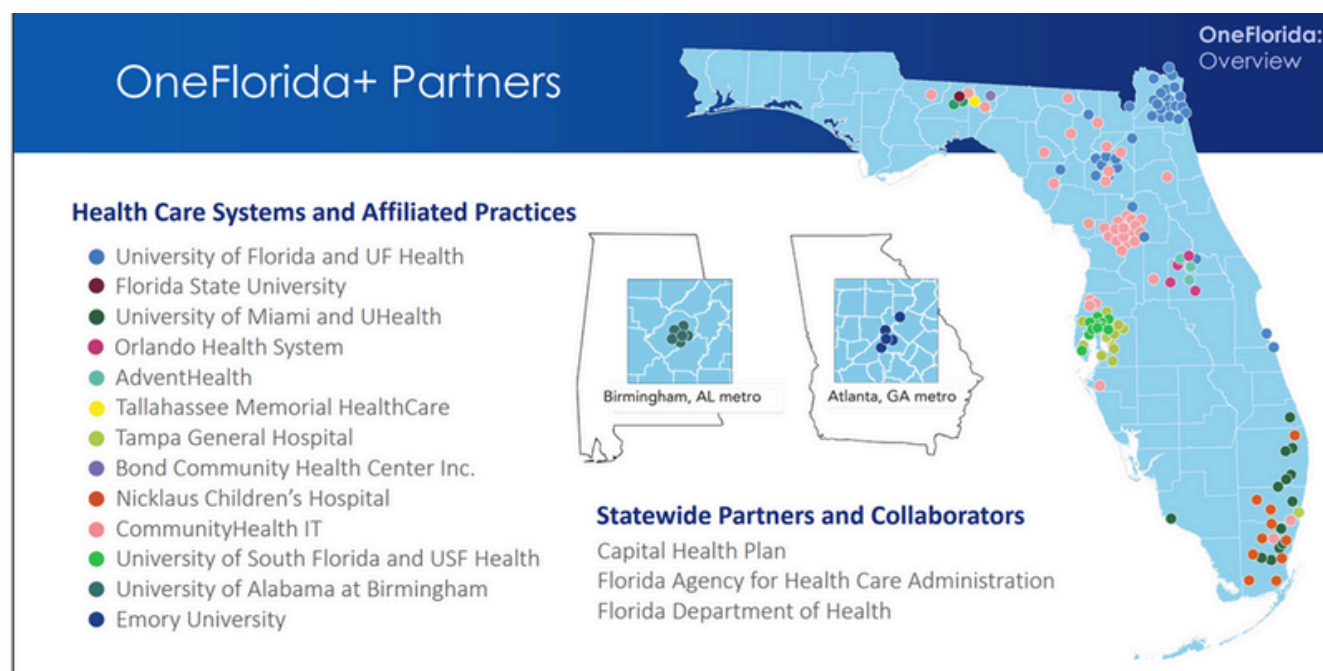 OneFlorida+ Partners
OneFlorida:
Overview
Health Care Systems and Affiliated Practices
University of Florida and UF Health
Florida State University
University of Miami and UHealth
Orlando Health System
AdventHealth
Tallahassee Memorial HealthCare
Tampa General Hospital
Bond Community Health Center Inc.
Nicklaus Children's Hospital
CommunityHealth IT
University of South Florida and USF Health
University of Alabama at Birmingham
Emory University
Birmingham, AL metro
Atlanta, GA metro
Statewide Partners and Collaborators
Capital Health Plan
Florida Agency for Health Care Administration
Florida Department of Health